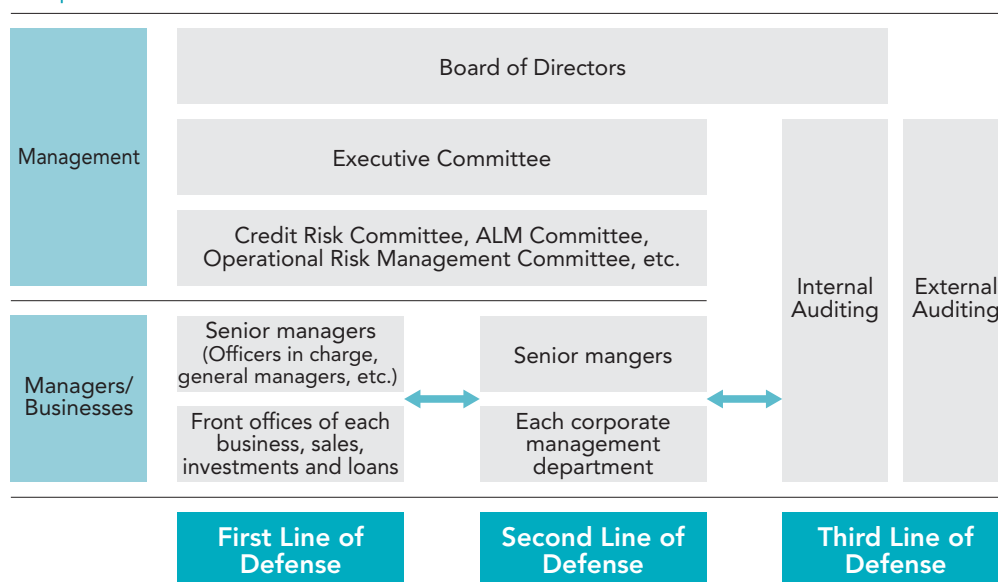 Board of Directors
Management
Executive Committee
Credit Risk Committee, ALM Committee,
Operational Risk Management Committee, etc.
Internal
Auditing
External
Auditing
Managers/
Businesses
Senior managers
(Officers in charge,
general managers, etc.)
Senior mangers
Front offices of each
business, sales,
investments and loans
Each corporate
management
department
First Line of
Defense
Second Line of
Defense
Third Line of
Defense